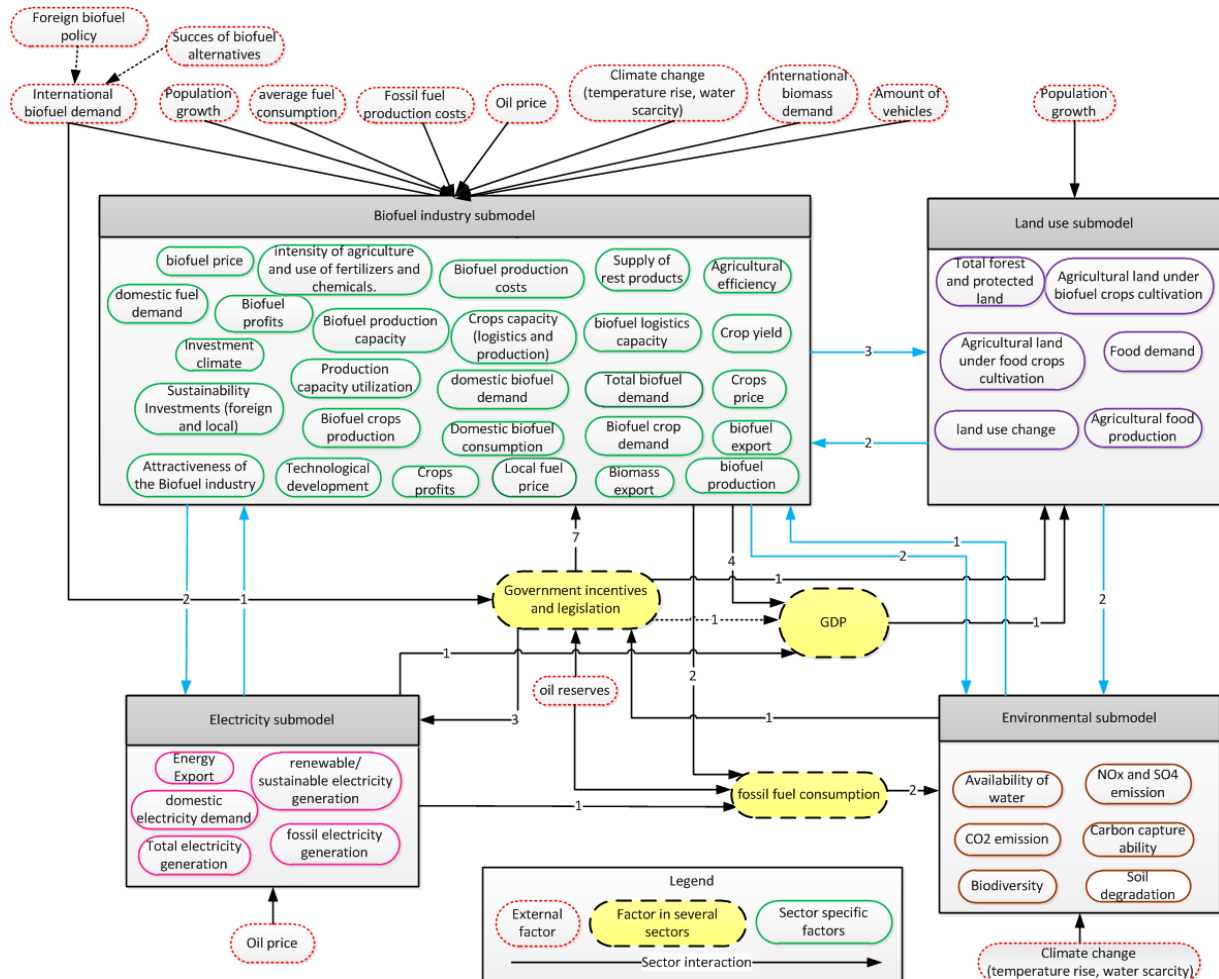 Foreign biofuel
policy
Succes of biofuel
alternatives
International
biofuel demand
Population
growth
average fuel
consumption
Fossil fuel
production costs
Oil price
Climate change
(temperature rise, water
scarcity)
International
biomass
demand
Amount of
vehicles
Population
growth
Biofuel industry submodel
biofuel price
intensity of agriculture
and use of fertilizers and
chemicals.
Biofuel production
costs
Supply of
rest products
Agricultural
efficiency
domestic fuel
demand
Biofuel
profits
Biofuel production
capacity
Crops capacity
(logistics and
production)
biofuel logistics
capacity
Crop yield
Investment
climate
Production
capacity utilization
domestic biofuel
demand
Total biofuel
demand
Crops
price
Sustainability
Investments (foreign
and local)
Biofuel crops
production
Domestic biofuel
consumption
Biofuel crop
demand
biofuel
export
Attractiveness of
the Biofuel industry
Technological
development
Crops
profits
Local fuel
price
Biomass
export
biofuel
production
Land use submodel
Total forest
and protected
land
Agricultural land under
biofuel crops cultivation
Agricultural land
under food crops
cultivation
Food demand
land use change
Agricultural food
production
3
2
7
1
2
4
2
1
2
1
Government incentives
and legislation
1
GDP
1
1
2
oil reserves
3
1
Electricity submodel
Energy
Export
renewable/
sustainable electricity
generation
domestic
electricity demand
Total electricity
generation
fossil electricity
generation
1
fossil fuel consumption
2
Environmental submodel
Availability of
water
NOx and SO4
emission
CO2 emission
Carbon capture
ability
Biodiversity
Soil
degradation
Oil price
Climate change
(temperature rise, water scarcity)
Legend
External
factor
Factor in several
sectors
Sector specific
factors
Sector interaction